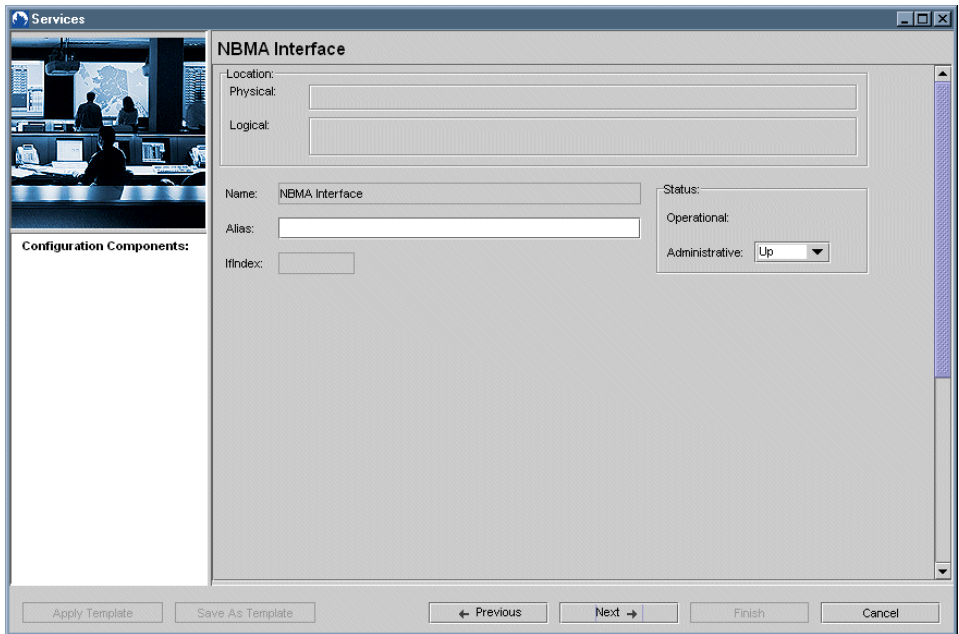 Services
NBMA Interface
Location:
Physical:
Logical:
Name: NBMA Interface
Status:
Operational:
Alias:
Administrative: Up
IfIndex:
Configuration Components:
Apply Template Save As Template Previous Next Finish Cancel